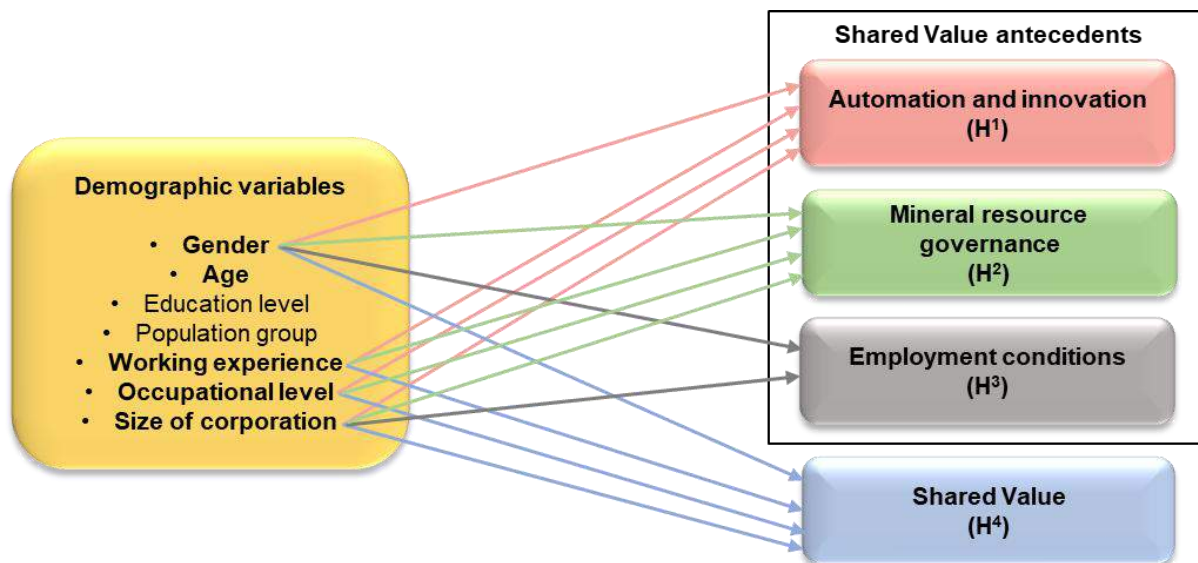 Demographic variables
• Gender
• Age
• Education level
• Population group
• Working experience
• Occupational level
• Size of corporation
Shared Value antecedents
Automation and innovation
(H¹)
Mineral resource
governance
(H²)
Employment conditions
(H³)
Shared Value
(H⁴)